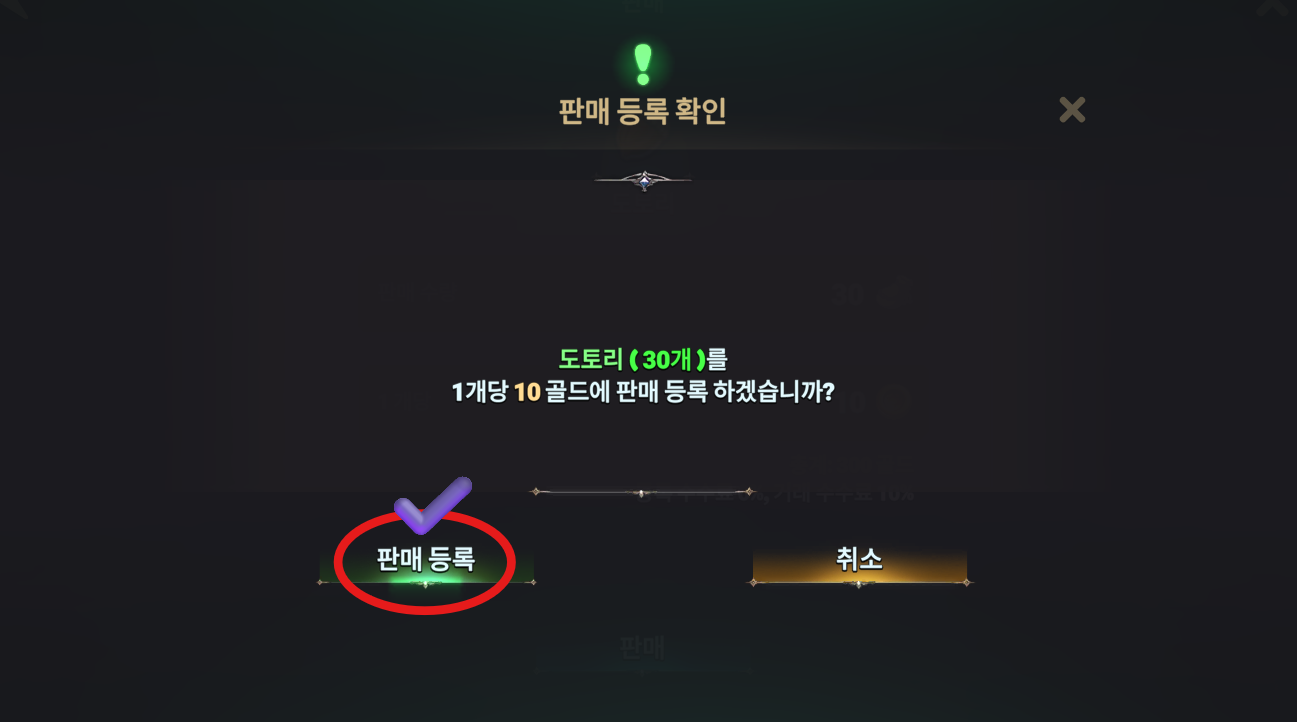 판매 등록 확인
도토리 ( 30개 )를
1개당 10 골드에 판매 등록 하겠습니까?
판매 등록
취소
판매